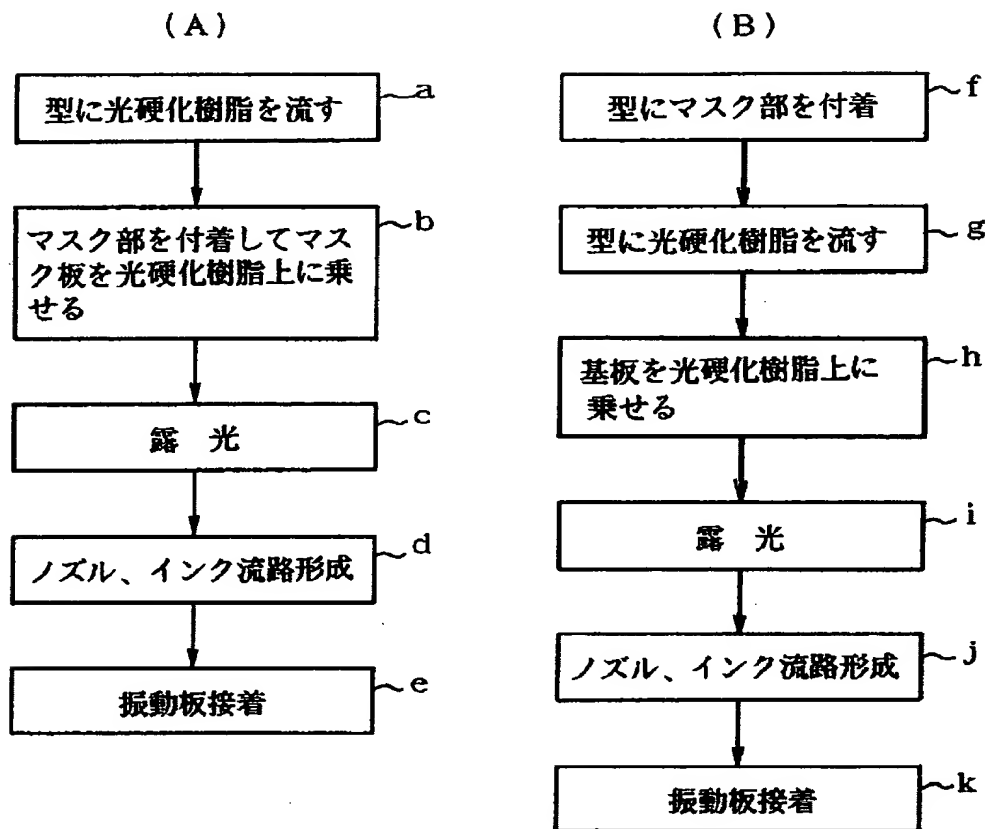 (A)
型に光硬化樹脂を流す
a
マスク部を付着してマス
ク板を光硬化樹脂上に乗
せる
b
露 光
c
ノズル、インク流路形成
d
振動板接着
e
(B)
型にマスク部を付着
f
型に光硬化樹脂を流す
g
基板を光硬化樹脂上に
乗せる
h
露 光
i
ノズル、インク流路形成
j
振動板接着
k